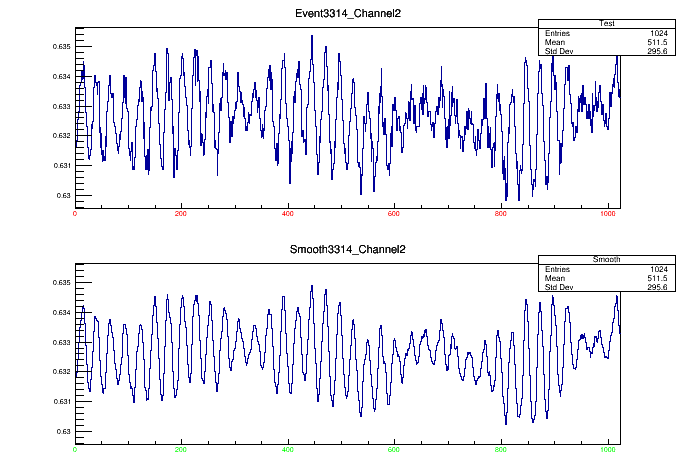 Event3314_Channel2
Test
Entries 1024
Mean 511.5
Std Dev 295.6
0.635
0.634
0.633
0.632
0.631
0.63
0 200 400 600 800 1000
Smooth3314_Channel2
Smooth
Entries 1024
Mean 511.5
Std Dev 295.6
0.635
0.634
0.633
0.632
0.631
0.63
0 200 400 600 800 1000